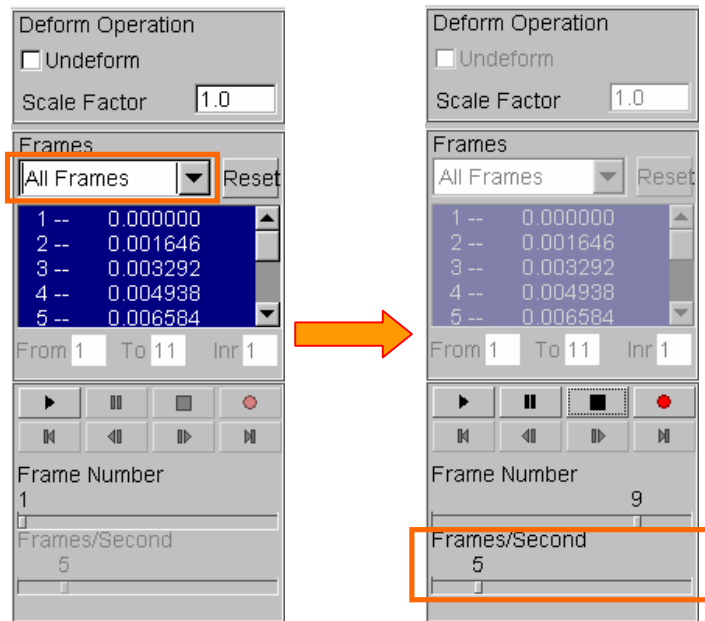 Deform Operation
Undeform
Scale Factor 1.0
Frames
All Frames Reset
1 -- 0.000000
2 -- 0.001646
3 -- 0.003292
4 -- 0.004938
5 -- 0.006584
From 1 To 11 Inr 1
Frame Number
1
Frames/Second
5
Deform Operation
Undeform
Scale Factor 1.0
Frames
All Frames Reset
1 -- 0.000000
2 -- 0.001646
3 -- 0.003292
4 -- 0.004938
5 -- 0.006584
From 1 To 11 Inr 1
Frame Number
9
Frames/Second
5